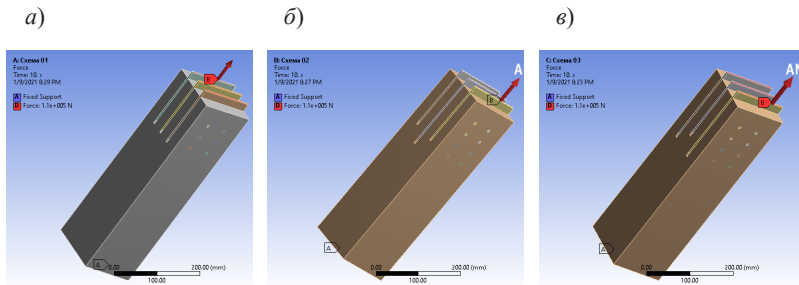 а)
б)
в)
A: Схема 01
Force
Time: 10. s
1/9/2021 8:29 PM
A Fixed Support
B Force: 1.1e+005 N
B
A
0.00 200.00 (mm)
100.00
B: Схема 02
Force
Time: 10. s
1/9/2021 8:27 PM
A Fixed Support
B Force: 1.1e+005 N
A
B
A
0.00 200.00 (mm)
100.00
C: Схема 03
Force
Time: 10. s
1/9/2021 8:23 PM
A Fixed Support
B Force: 1.1e+005 N
AN
B
A
0.00 200.00 (mm)
100.00